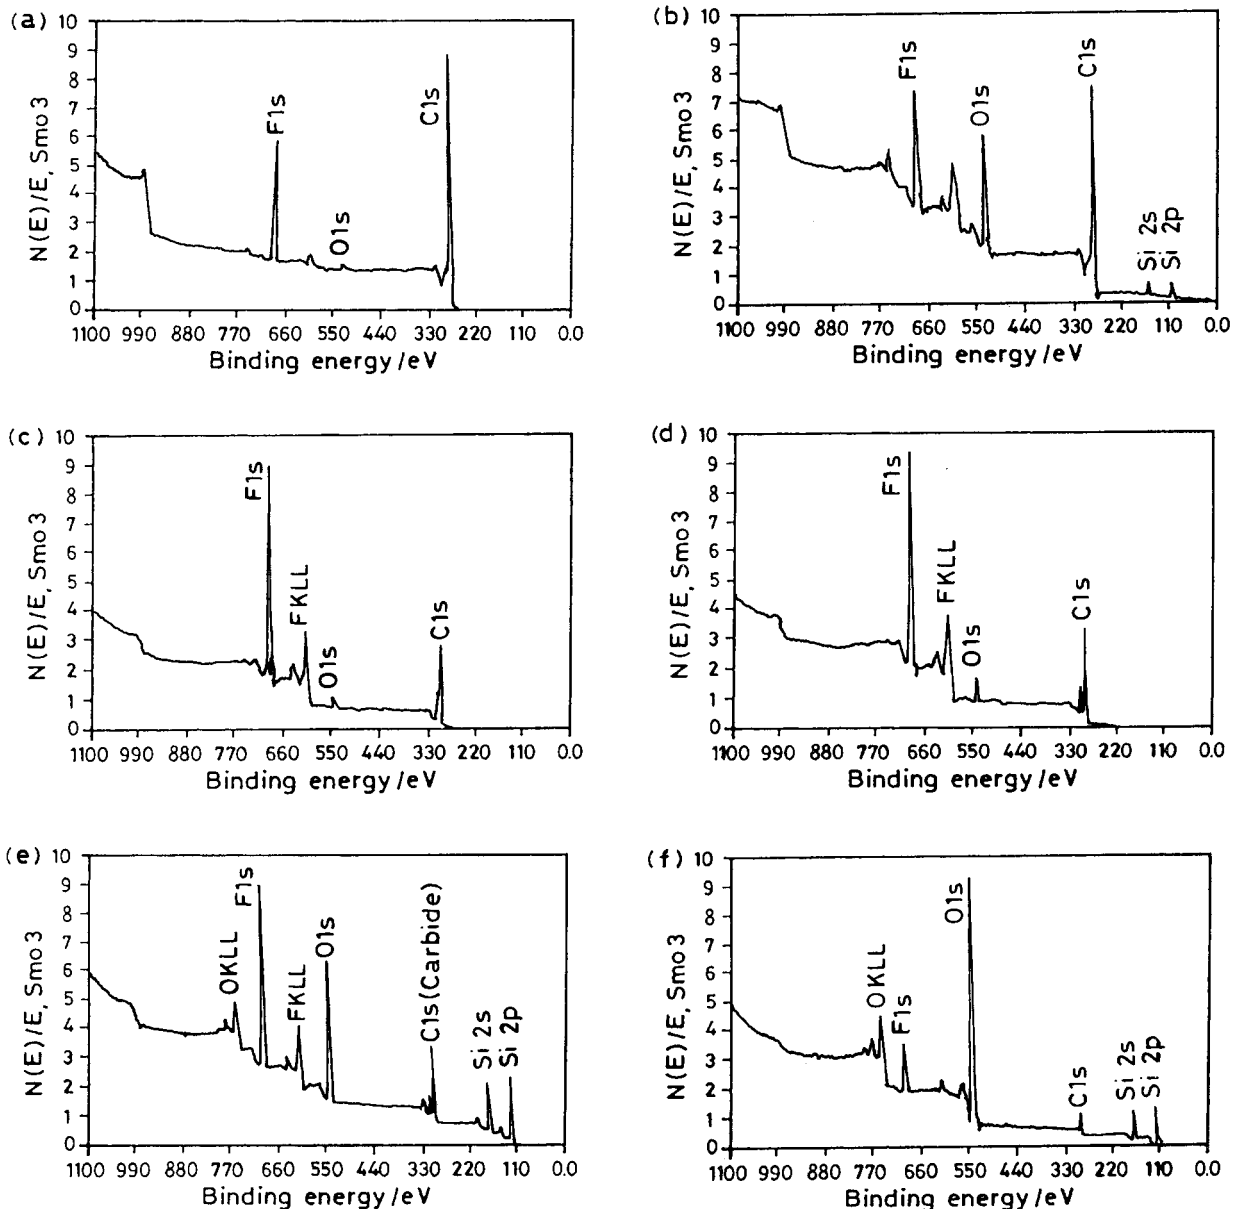 (a)
10
9
8
7
6
5
4
3
2
1
0
N(E)/E, Smo3
F1s
O1s
C1s
1100 990 880 770 660 550 440 330 220 110 0.0
Binding energy /eV
(b)
10
9
8
7
6
5
4
3
2
1
0
N(E)/E, Smo3
F1s
O1s
C1s
Si 2s
Si 2p
1100 990 880 770 660 550 440 330 220 110 0.0
Binding energy /eV
(c)
10
9
8
7
6
5
4
3
2
1
0
N(E)/E, Smo3
F1s
FKLL
O1s
C1s
1100 990 880 770 660 550 440 330 220 110 0.0
Binding energy /eV
(d)
10
9
8
7
6
5
4
3
2
1
0
N(E)/E, Smo3
F1s
FKLL
O1s
C1s
1100 990 880 770 660 550 440 330 220 110 0.0
Binding energy /eV
(e)
10
9
8
7
6
5
4
3
2
1
0
N(E)/E, Smo3
OKLL
F1s
FKLL
O1s
C1s(Carbide)
Si 2s
Si 2p
1100 990 880 770 660 550 440 330 220 110 0.0
Binding energy /eV
(f)
10
9
8
7
6
5
4
3
2
1
0
N(E)/E, Smo3
OKLL
F1s
O1s
C1s
Si 2s
Si 2p
1100 990 880 770 660 550 440 330 220 110 0.0
Binding energy /eV